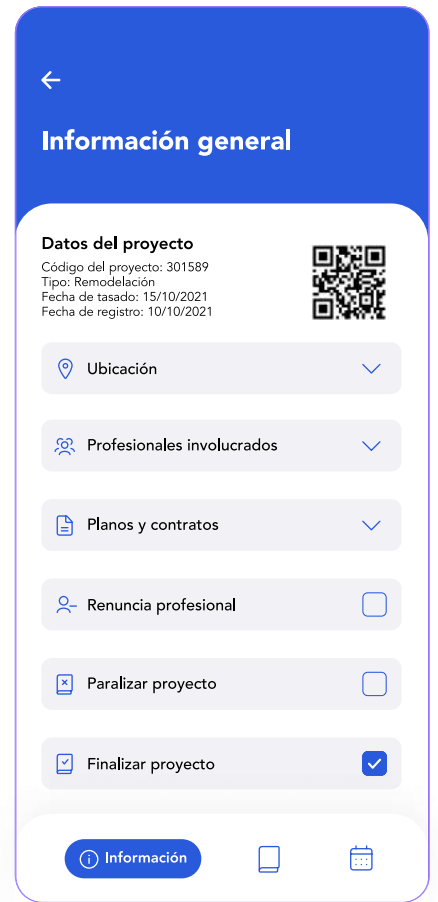 Información general
Datos del proyecto
Código del proyecto: 301589
Tipo: Remodelación
Fecha de tasado: 15/10/2021
Fecha de registro: 10/10/2021
Ubicación
Profesionales involucrados
Planos y contratos
Renuncia profesional
Paralizar proyecto
Finalizar proyecto
Información